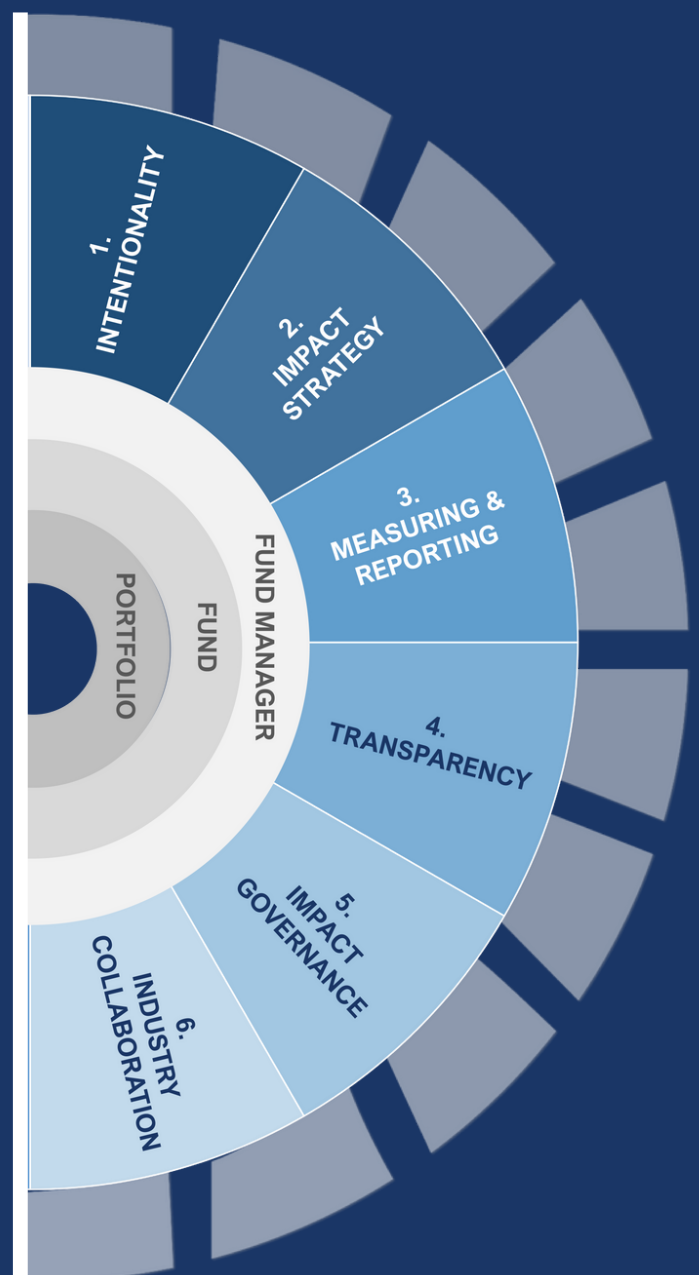 1.
INTENTIONALITY
2.
IMPACT
STRATEGY
3.
MEASURING &
REPORTING
4.
TRANSPARENCY
5.
IMPACT
GOVERNANCE
6.
INDUSTRY
COLLABORATION
FUND MANAGER
FUND
PORTFOLIO